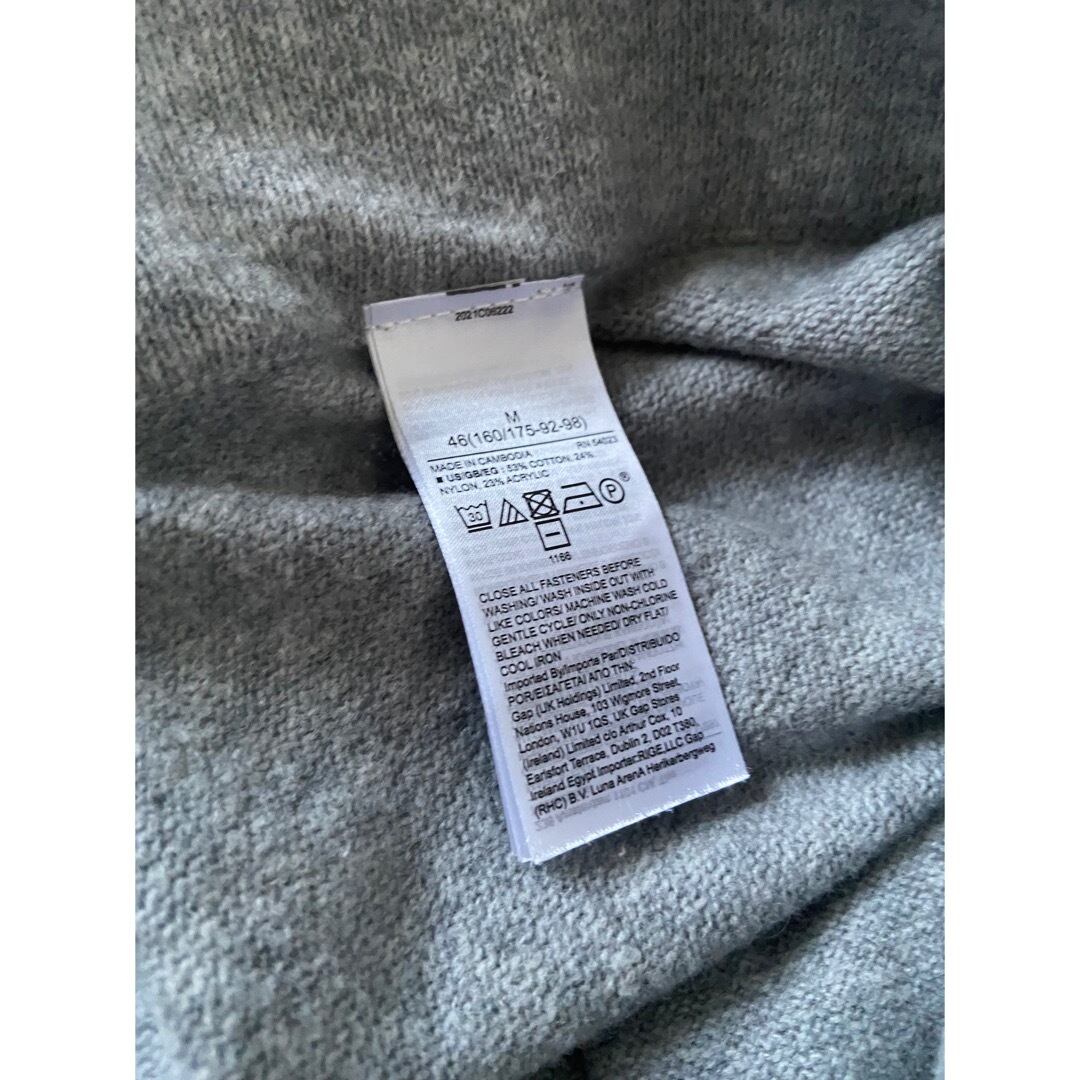 2021C06222
M
46(160/175-92-98)
MADE IN CAMBODIA RN 54023
■ US/GB/EG : 53% COTTON, 24%
NYLON, 23% ACRYLIC
30 P
1166
CLOSE ALL FASTENERS BEFORE
WASHING/ WASH INSIDE OUT WITH
LIKE COLORS/ MACHINE WASH COLD
GENTLE CYCLE/ ONLY NON-CHLORINE
BLEACH WHEN NEEDED/ DRY FLAT/
COOL IRON
Imported By/Importe Par/DISTRIBUIDO
POR/ΕΙΣΑΓΕΤΑΙ ΑΠΟ ΤΗΝ:
Gap (UK Holdings) Limited, 2nd Floor
Nations House, 103 Wigmore Street,
London, W1U 1QS, UK Gap Stores
(Ireland) Limited c/o Arthur Cox, 10
Earlsfort Terrace, Dublin 2, D02 T380,
Ireland Egypt Importer:RIGE,LLC Gap
(RHC) B.V. Luna ArenA Herikerbergweg